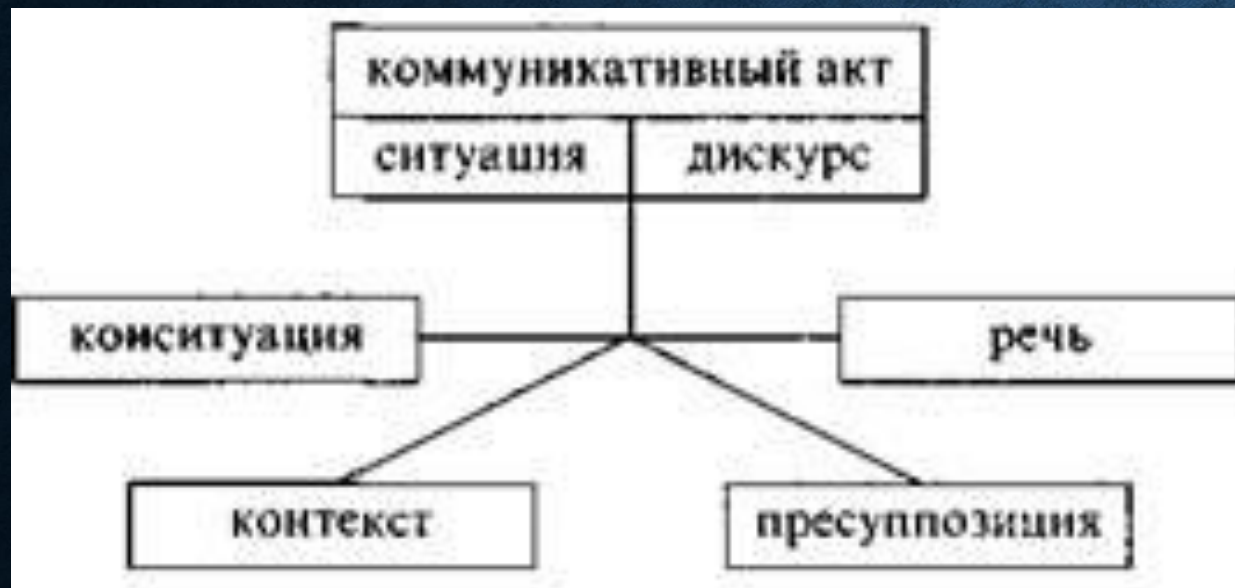 коммуникативный акт
ситуация дискурс
конситуация речь
контекст пресуппозиция